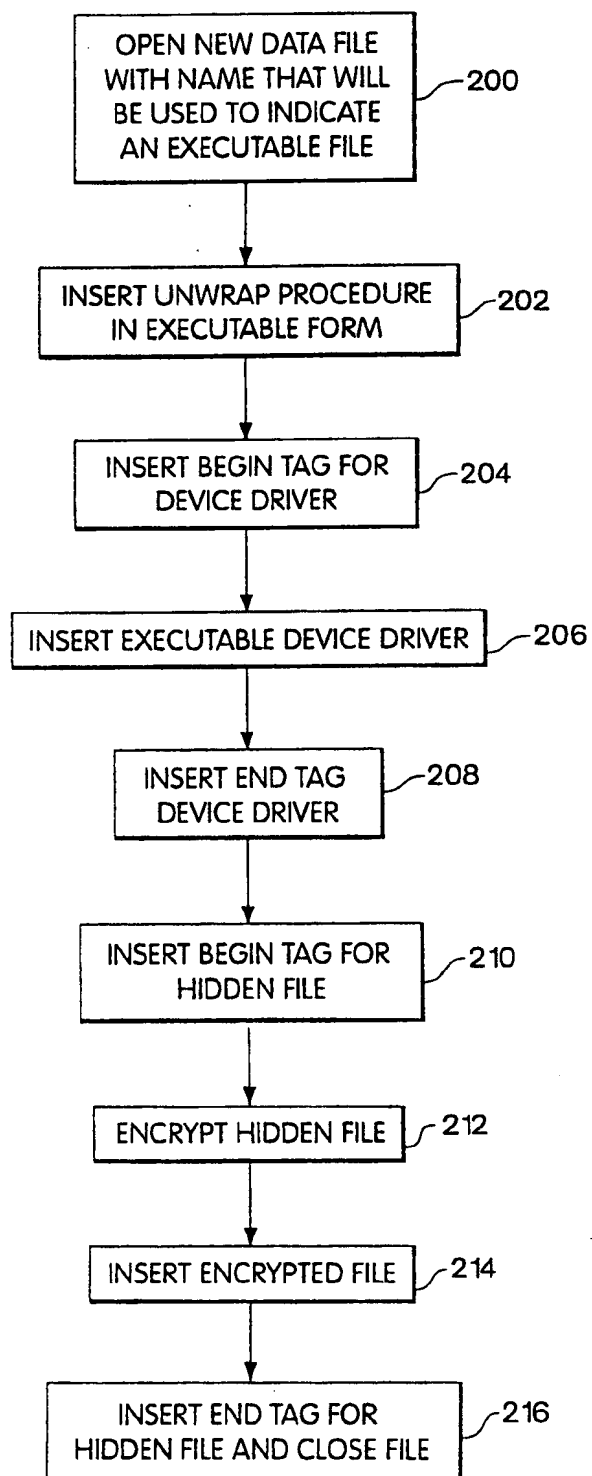 OPEN NEW DATA FILE
WITH NAME THAT WILL
BE USED TO INDICATE
AN EXECUTABLE FILE
200
INSERT UNWRAP PROCEDURE
IN EXECUTABLE FORM
202
INSERT BEGIN TAG FOR
DEVICE DRIVER
204
INSERT EXECUTABLE DEVICE DRIVER
206
INSERT END TAG
DEVICE DRIVER
208
INSERT BEGIN TAG FOR
HIDDEN FILE
210
ENCRYPT HIDDEN FILE
212
INSERT ENCRYPTED FILE
214
INSERT END TAG FOR
HIDDEN FILE AND CLOSE FILE
216